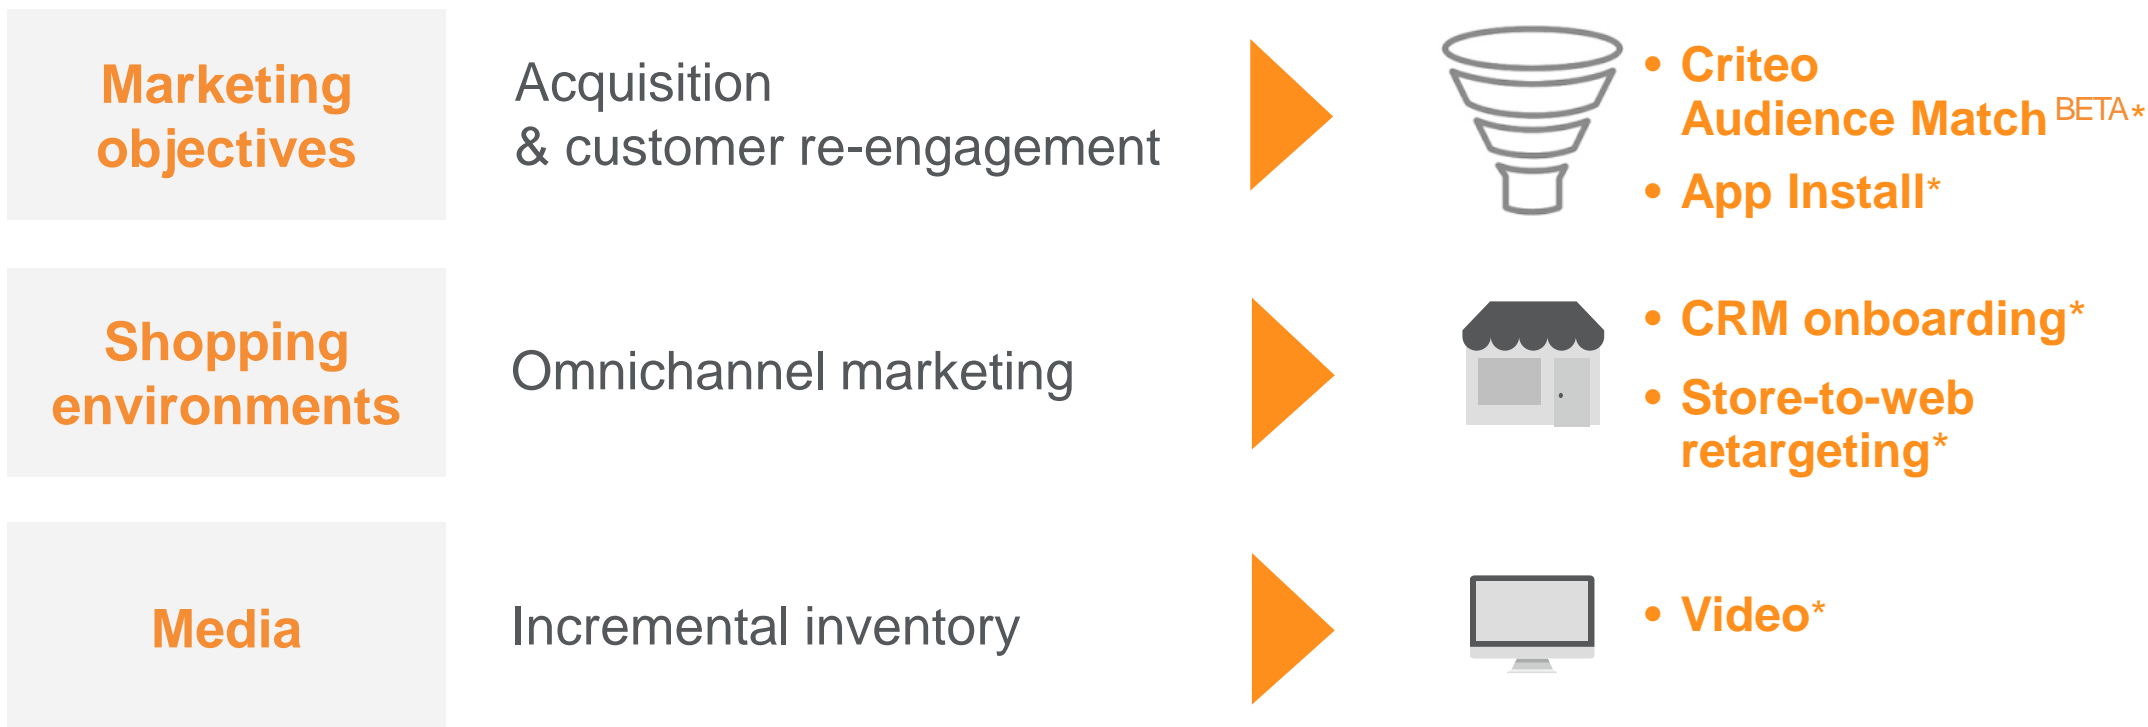 Marketing
objectives
Acquisition
& customer re-engagement
• Criteo
Audience Match BETA*
• App Install*
Shopping
environments
Omnichannel marketing
• CRM onboarding*
• Store-to-web
retargeting*
Media
Incremental inventory
• Video*